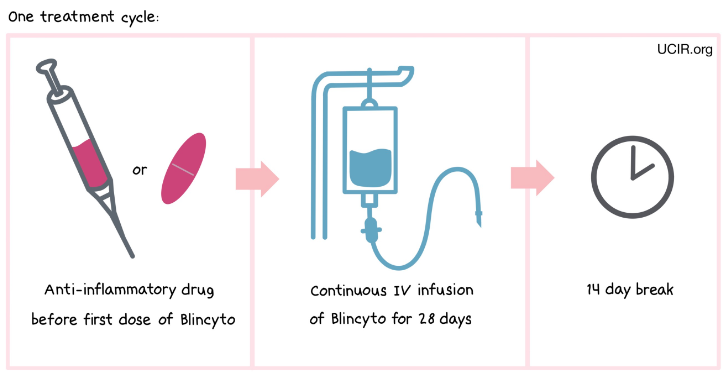 One treatment cycle:
UCIR.org
or
Anti-inflammatory drug
before first dose of Blincyto
Continuous IV infusion
of Blincyto for 28 days
14 day break